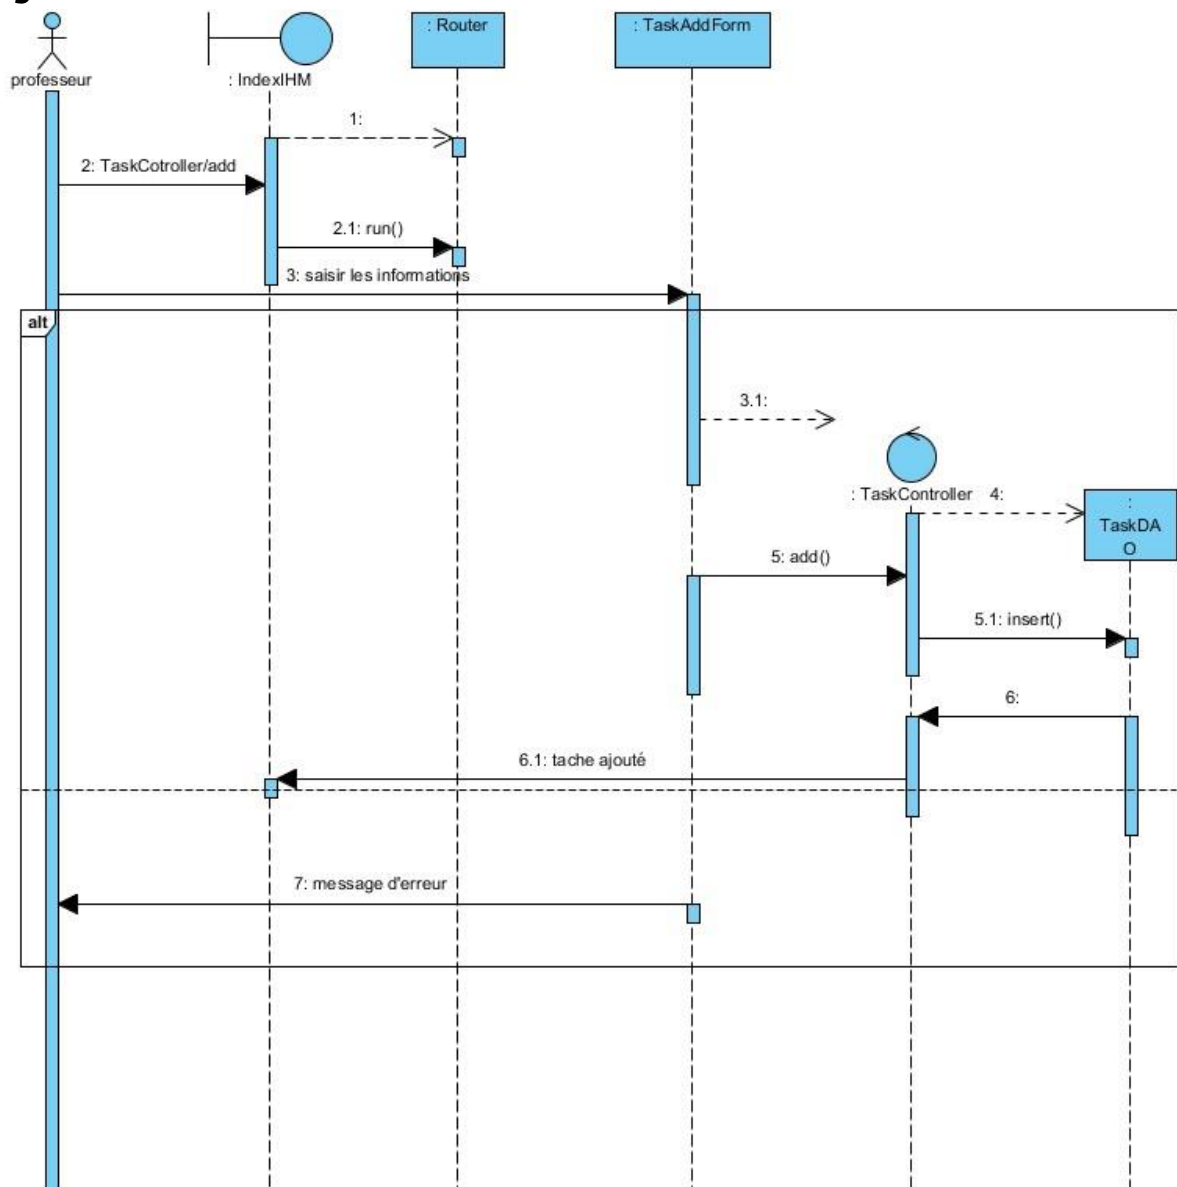 : Router
: TaskAddForm
professeur
: IndexIHM
1:
2: TaskCotroller/add
2.1: run()
3: saisir les informations
alt
3.1:
: TaskController
4:
:
TaskDA
O
5: add()
5.1: insert()
6:
6.1: tache ajouté
7: message d'erreur